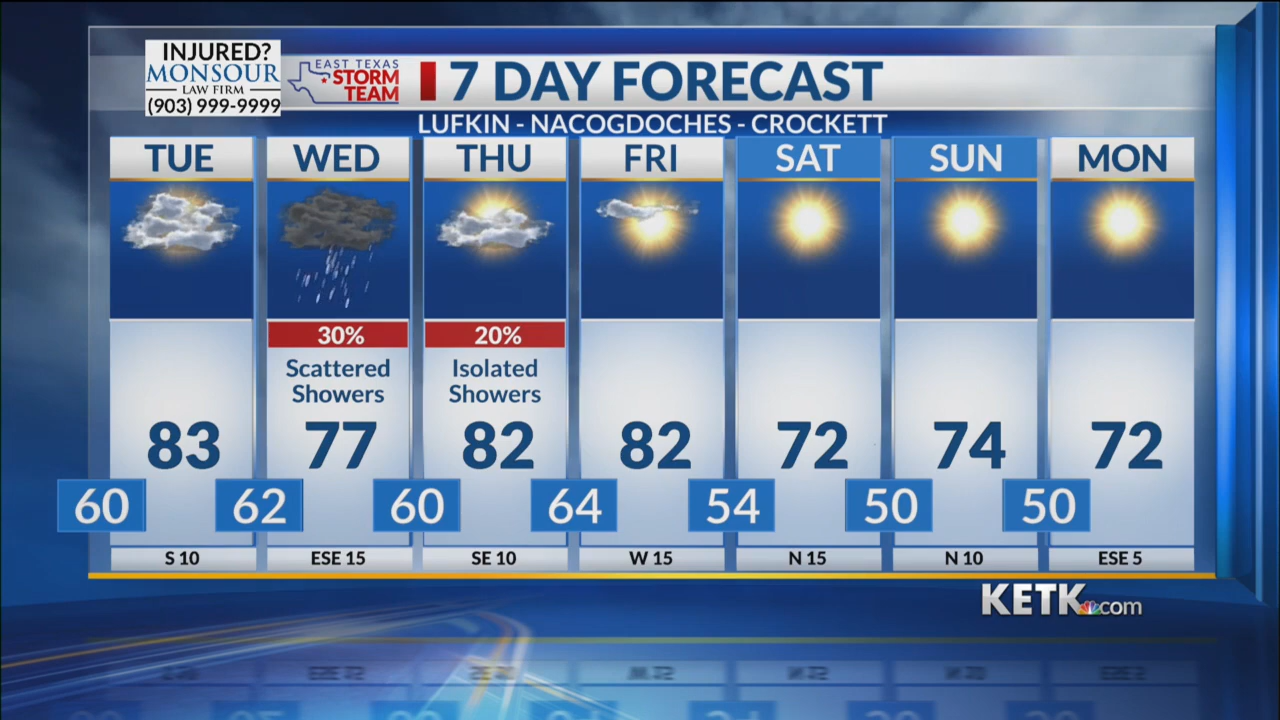 INJURED?
MONSOUR
LAW FIRM
(903) 999-9999
EAST TEXAS
STORM
TEAM
7 DAY FORECAST
LUFKIN - NACOGDOCHES - CROCKETT
TUE WED THU FRI SAT SUN MON
30% 20%
Scattered Isolated
Showers Showers
83 77 82 82 72 74 72
60 62 60 64 54 50 50
S 10 ESE 15 SE 10 W 15 N 15 N 10 ESE 5
KETK.com